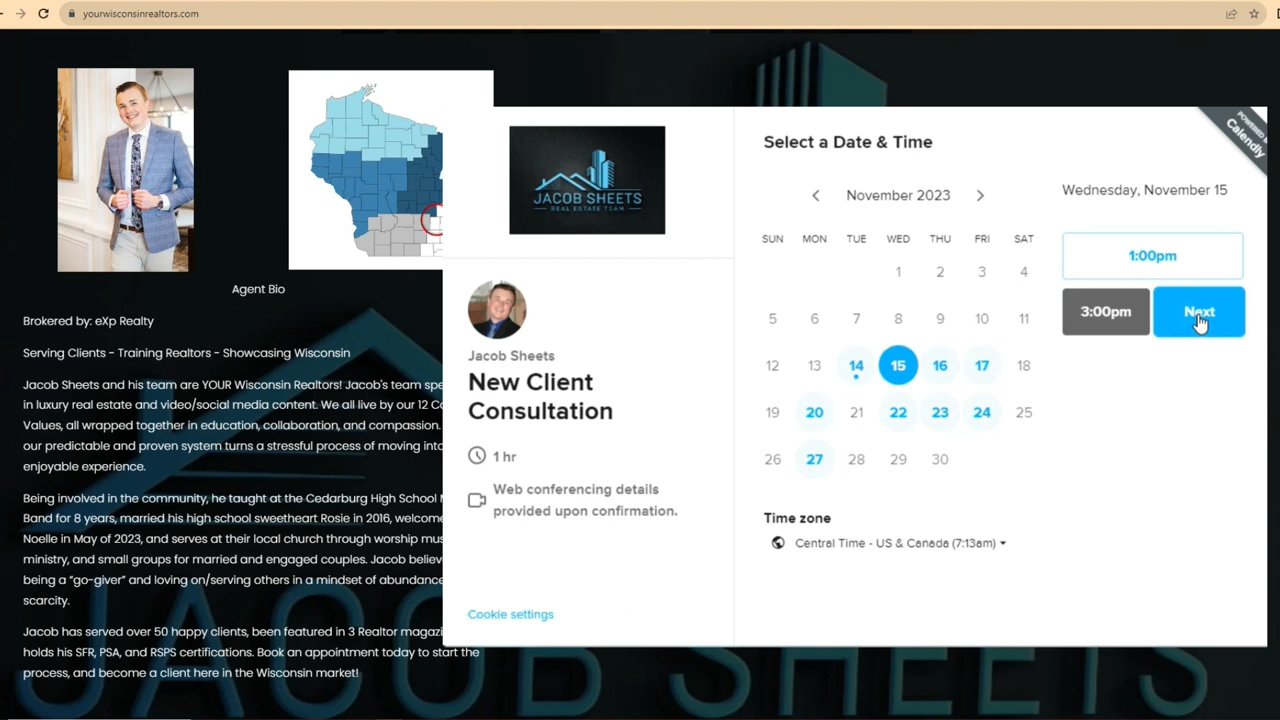 yourwisconsinrealtors.com
Agent Bio
Brokered by: eXp Realty
Serving Clients - Training Realtors - Showcasing Wisconsin
Jacob Sheets and his team are YOUR Wisconsin Realtors! Jacob's team
in luxury real estate and video/social media content. We all live by our 12
Values, all wrapped together in education, collaboration, and compassion.
our predictable and proven system turns a stressful process of moving
enjoyable experience.
Being involved in the community, he taught at the Cedarburg High School
Band for 8 years, married his high school sweetheart Rosie in 2016,
Noelle in May of 2023, and serves at their local church through worship
ministry, and small groups for married and engaged couples. Jacob
being a “go-giver” and loving on/serving others in a mindset of abundance
scarcity.
Jacob has served over 50 happy clients, been featured in 3 Realtor
holds his SFR, PSA, and RSPS certifications. Book an appointment today to start the
process, and become a client here in the Wisconsin market!
JACOB SHEETS
REAL ESTATE TEAM
Jacob Sheets
New Client
Consultation
1 hr
Web conferencing details
provided upon confirmation.
Cookie settings
Select a Date & Time
November 2023
SUN MON TUE WED THU FRI SAT
1 2 3 4
5 6 7 8 9 10 11
12 13 14 15 16 17 18
19 20 21 22 23 24 25
26 27 28 29 30
Time zone
Central Time - US & Canada (7:13am)
Wednesday, November 15
1:00pm
3:00pm Next
POWERED
Calendly
JACOB SHEETS